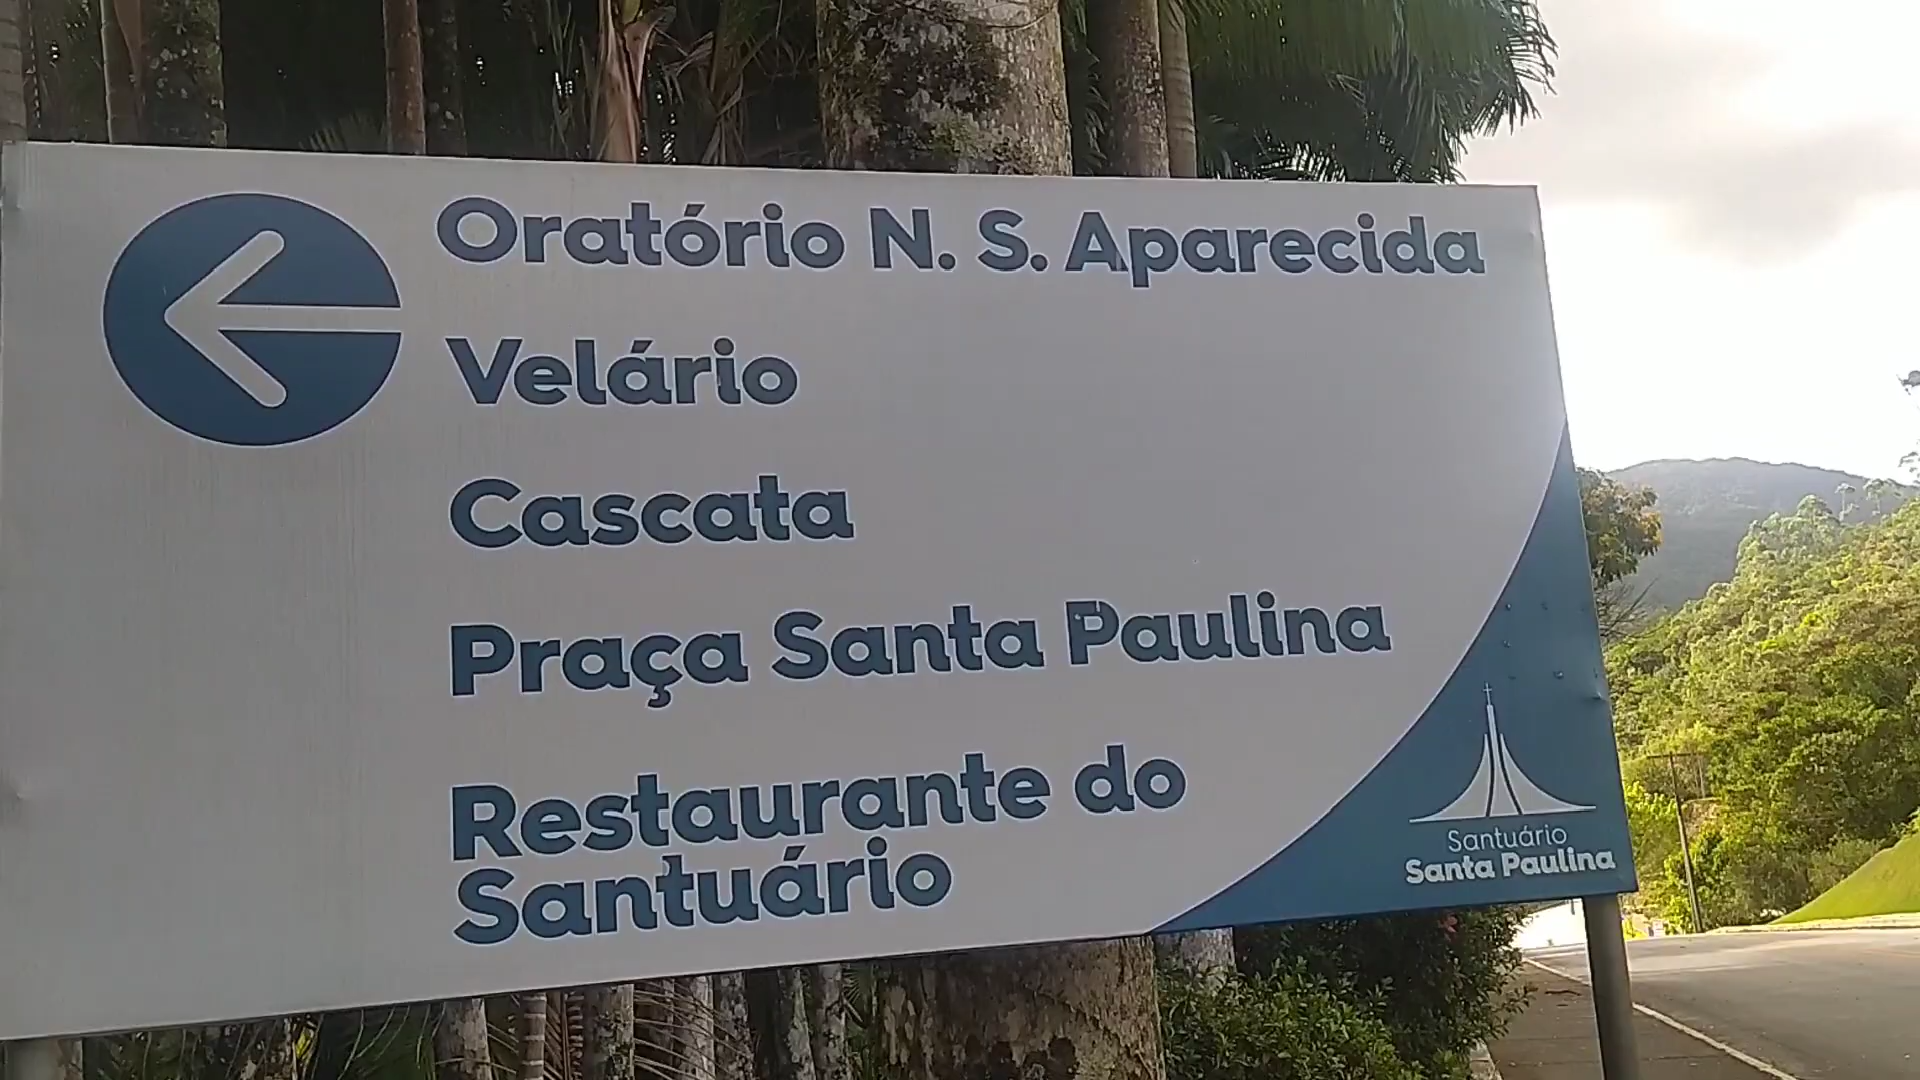 Oratório N. S. Aparecida
Velário
Cascata
Praça Santa Paulina
Restaurante do
Santuário
Santuário
Santa Paulina